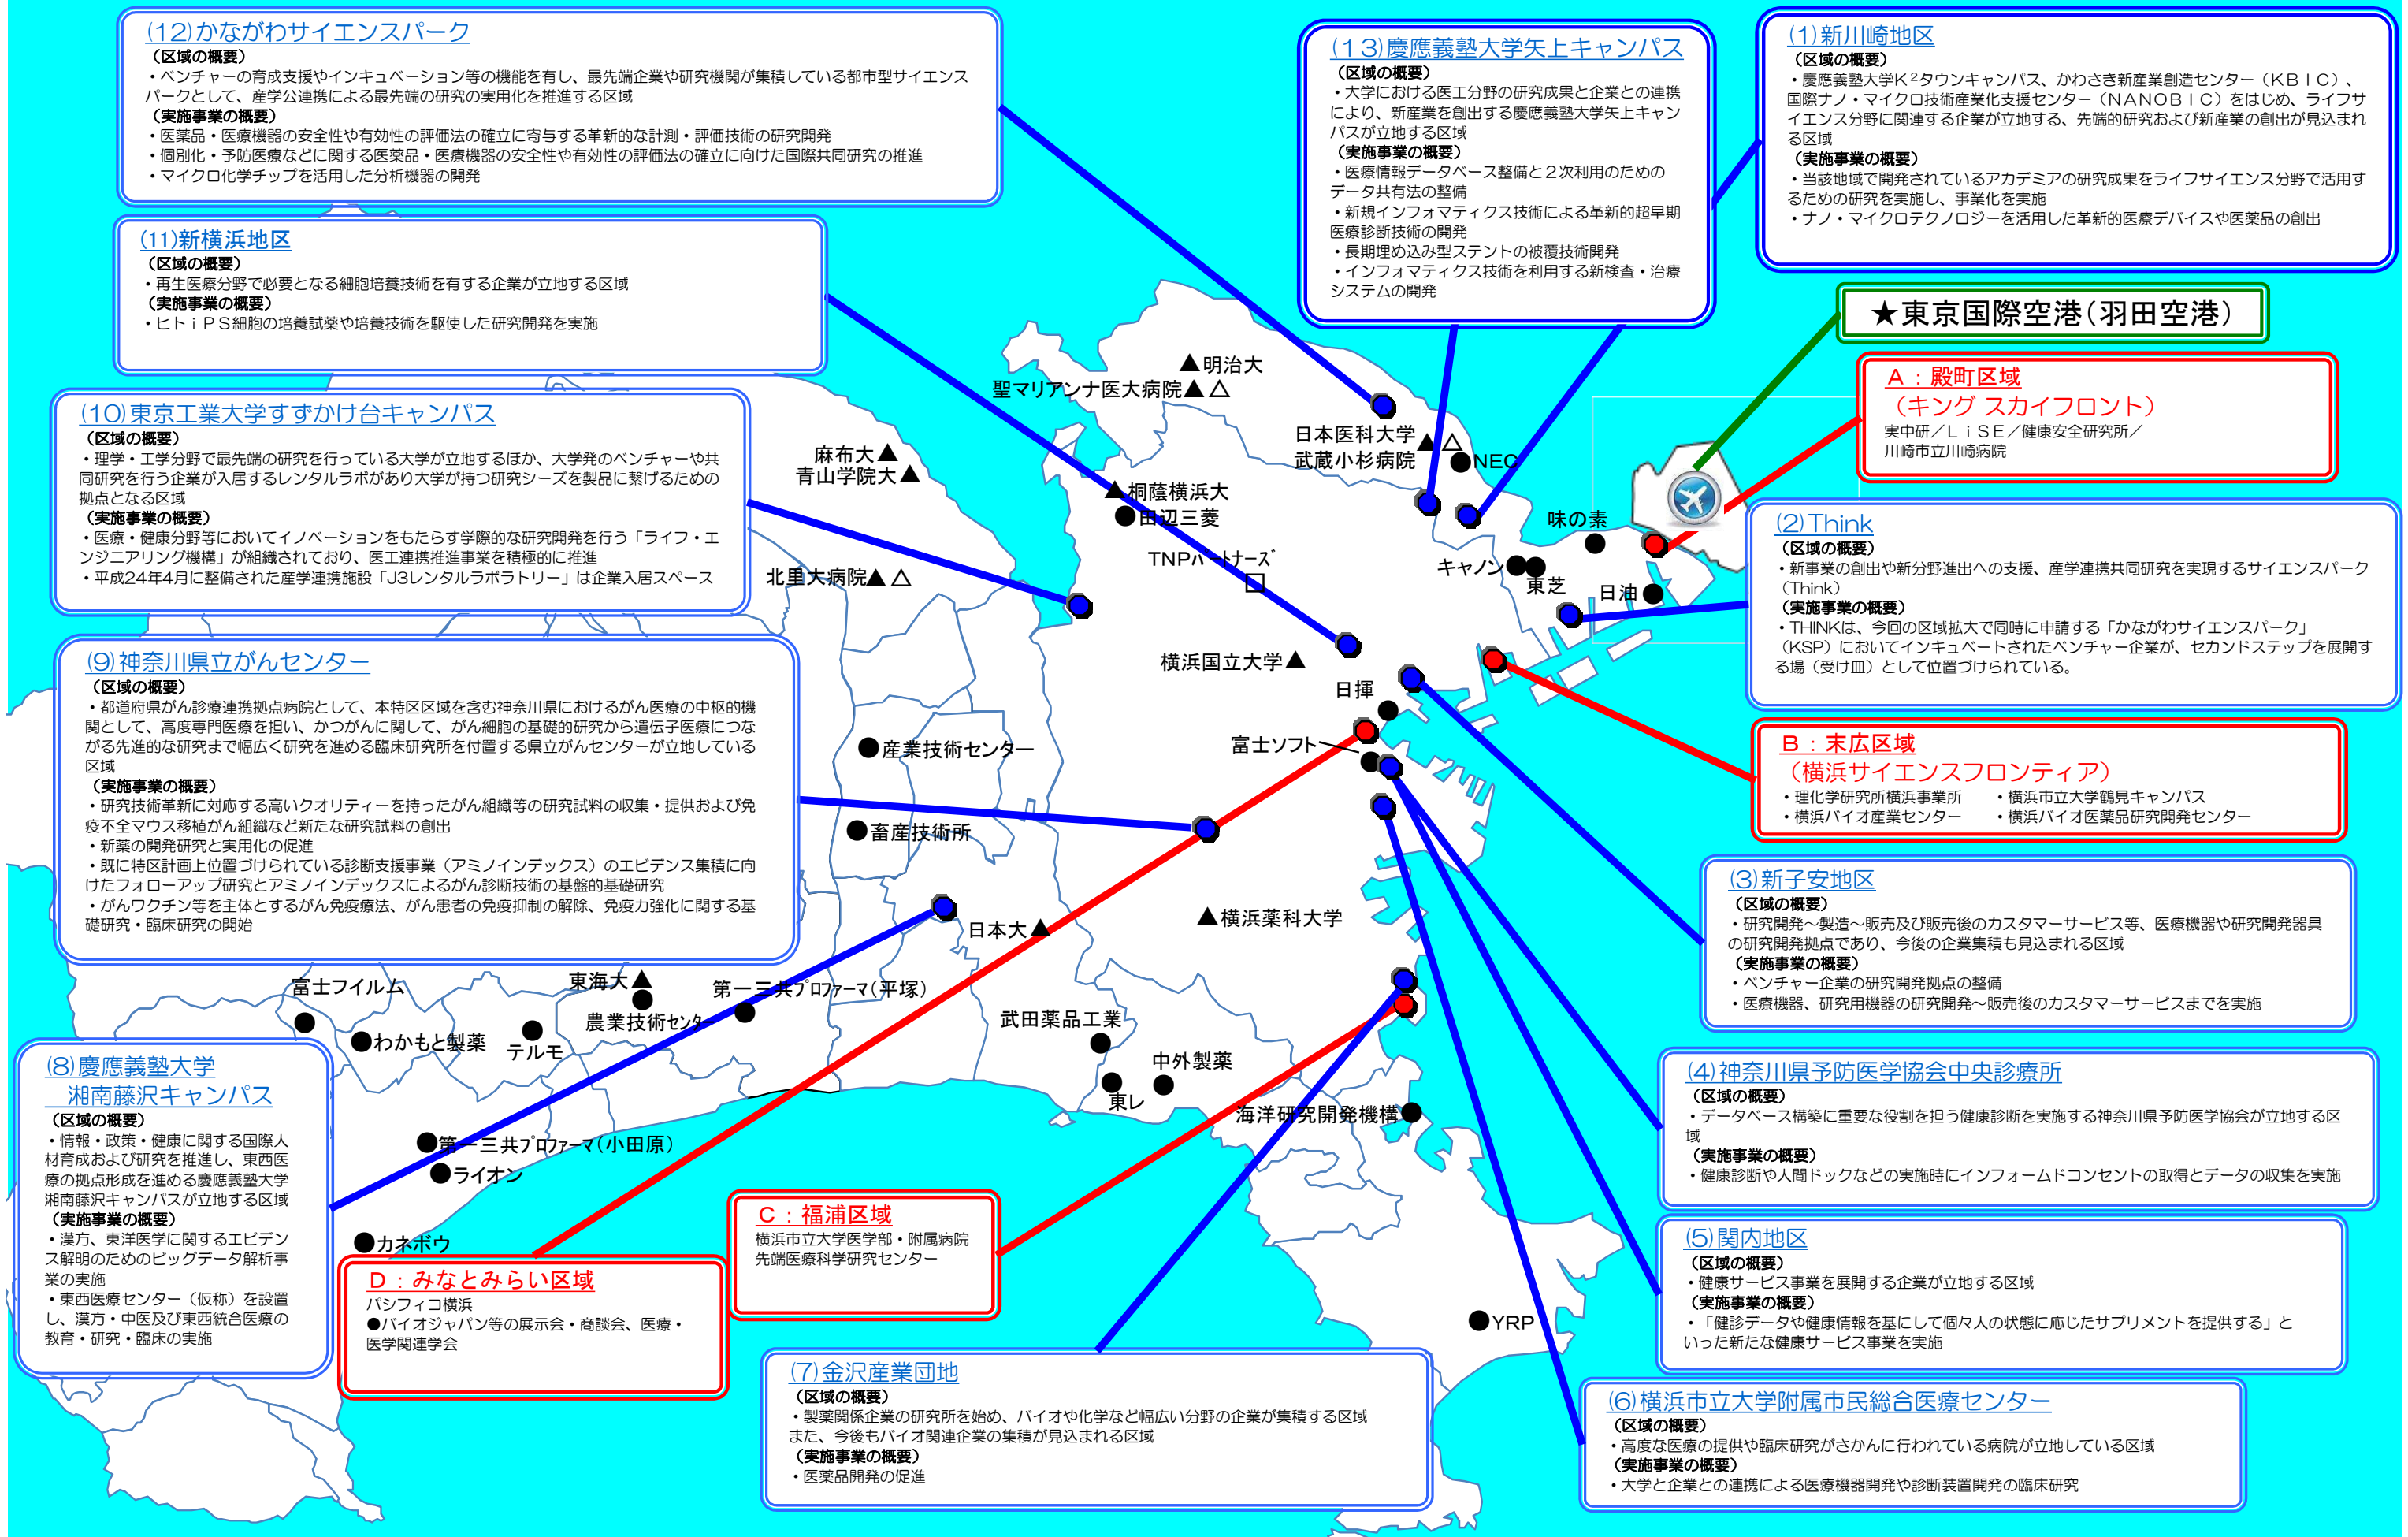 (12)かながわサイエンスパーク
（区域の概要）
・ベンチャーの育成支援やインキュベーション等の機能を有し、最先端企業や研究機関が集積している都市型サイエンス
パークとして、産学公連携による最先端の研究の実用化を推進する区域
（実施事業の概要）
・医薬品・医療機器の安全性や有効性の評価法の確立に寄与する革新的な計測・評価技術の研究開発
・個別化・予防医療などに関する医薬品・医療機器の安全性や有効性の評価法の確立に向けた国際共同研究の推進
・マイクロ化学チップを活用した分析機器の開発
(11)新横浜地区
（区域の概要）
・再生医療分野で必要となる細胞培養技術を有する企業が立地する区域
（実施事業の概要）
・ヒトｉＰＳ細胞の培養試薬や培養技術を駆使した研究開発を実施
(10)東京工業大学すずかけ台キャンパス
（区域の概要）
・理学・工学分野で最先端の研究を行っている大学が立地するほか、大学発のベンチャーや共
同研究を行う企業が入居するレンタルラボがあり大学が持つ研究シーズを製品に繋げるための
拠点となる区域
（実施事業の概要）
・医療・健康分野等においてイノベーションをもたらす学際的な研究開発を行う「ライフ・エ
ンジニアリング機構」が組織されており、医工連携推進事業を積極的に推進
・平成24年4月に整備された産学連携施設「J3レンタルラボラトリー」は企業入居スペース
(9)神奈川県立がんセンター
（区域の概要）
・都道府県がん診療連携拠点病院として、本特区区域を含む神奈川県におけるがん医療の中枢的機
関として、高度専門医療を担い、かつがんに関して、がん細胞の基礎的研究から遺伝子医療につな
がる先進的な研究まで幅広く研究を進める臨床研究所を付置する県立がんセンターが立地している
区域
（実施事業の概要）
・研究技術革新に対応する高いクオリティーを持ったがん組織等の研究試料の収集・提供および免
疫不全マウス移植がん組織など新たな研究試料の創出
・新薬の開発研究と実用化の促進
・既に特区計画上位置づけられている診断支援事業（アミノインデックス）のエビデンス集積に向
けたフォローアップ研究とアミノインデックスによるがん診断技術の基盤的基礎研究
・がんワクチン等を主体とするがん免疫療法、がん患者の免疫抑制の解除、免疫力強化に関する基
礎研究・臨床研究の開始
(8)慶應義塾大学
湘南藤沢キャンパス
（区域の概要）
・情報・政策・健康に関する国際人
材育成および研究を推進し、東西医
療の拠点形成を進める慶應義塾大学
湘南藤沢キャンパスが立地する区域
（実施事業の概要）
・漢方、東洋医学に関するエビデン
ス解明のためのビッグデータ解析事
業の実施
・東西医療センター（仮称）を設置
し、漢方・中医及び東西統合医療の
教育・研究・臨床の実施
(13)慶應義塾大学矢上キャンパス
（区域の概要）
・大学における医工分野の研究成果と企業との連携
により、新産業を創出する慶應義塾大学矢上キャン
パスが立地する区域
（実施事業の概要）
・医療情報データベース整備と２次利用のための
データ共有法の整備
・新規インフォマティクス技術による革新的超早期
医療診断技術の開発
・長期埋め込み型ステントの被覆技術開発
・インフォマティクス技術を利用する新検査・治療
システムの開発
(1)新川崎地区
（区域の概要）
・慶應義塾大学K²タウンキャンパス、かわさき新産業創造センター（ＫＢＩＣ）、
国際ナノ・マイクロ技術産業化支援センター（ＮＡＮＯＢＩＣ）をはじめ、ライフサ
イエンス分野に関連する企業が立地する、先端的研究および新産業の創出が見込まれ
る区域
（実施事業の概要）
・当該地域で開発されているアカデミアの研究成果をライフサイエンス分野で活用す
るための研究を実施し、事業化を実施
・ナノ・マイクロテクノロジーを活用した革新的医療デバイスや医薬品の創出
★東京国際空港(羽田空港)
A：殿町区域
（キング スカイフロント）
実中研／ＬｉＳＥ／健康安全研究所／
川崎市立川崎病院
(2)Think
（区域の概要）
・新事業の創出や新分野進出への支援、産学連携共同研究を実現するサイエンスパーク
（Think）
（実施事業の概要）
・THINKは、今回の区域拡大で同時に申請する「かながわサイエンスパーク」
（KSP）においてインキュベートされたベンチャー企業が、セカンドステップを展開す
る場（受け皿）として位置づけられている。
B：末広区域
（横浜サイエンスフロンティア）
・理化学研究所横浜事業所　・横浜市立大学鶴見キャンパス
・横浜バイオ産業センター　・横浜バイオ医薬品研究開発センター
(3)新子安地区
（区域の概要）
・研究開発～製造～販売及び販売後のカスタマーサービス等、医療機器や研究開発器具
の研究開発拠点であり、今後の企業集積も見込まれる区域
（実施事業の概要）
・ベンチャー企業の研究開発拠点の整備
・医療機器、研究用機器の研究開発～販売後のカスタマーサービスまでを実施
(4)神奈川県予防医学協会中央診療所
（区域の概要）
・データベース構築に重要な役割を担う健康診断を実施する神奈川県予防医学協会が立地する区
域
（実施事業の概要）
・健康診断や人間ドックなどの実施時にインフォームドコンセントの取得とデータの収集を実施
(5)関内地区
（区域の概要）
・健康サービス事業を展開する企業が立地する区域
（実施事業の概要）
・「健診データや健康情報を基にして個々人の状態に応じたサプリメントを提供する」と
いった新たな健康サービス事業を実施
(6)横浜市立大学附属市民総合医療センター
（区域の概要）
・高度な医療の提供や臨床研究がさかんに行われている病院が立地している区域
（実施事業の概要）
・大学と企業との連携による医療機器開発や診断装置開発の臨床研究
(7)金沢産業団地
（区域の概要）
・製薬関係企業の研究所を始め、バイオや化学など幅広い分野の企業が集積する区域
また、今後もバイオ関連企業の集積が見込まれる区域
（実施事業の概要）
・医薬品開発の促進
C：福浦区域
横浜市立大学医学部・附属病院
先端医療科学研究センター
D：みなとみらい区域
パシフィコ横浜
●バイオジャパン等の展示会・商談会、医療・
医学関連学会
▲明治大
聖マリアンナ医大病院▲△
日本医科大学
武蔵小杉病院
▲△
●NEC
麻布大▲
青山学院大▲
▲桐蔭横浜大
●田辺三菱
TNPパートナーズ
□
味の素
キャノン●
東芝
日油●
北里大病院▲△
横浜国立大学▲
日揮
富士ソフト
●産業技術センター
●畜産技術所
日本大▲
▲横浜薬科大学
富士フイルム
東海大▲
第一三共プロファーマ(平塚)
農業技術センター
●わかもと製薬
テルモ
武田薬品工業
中外製薬
東レ
海洋研究開発機構●
●第一三共プロファーマ(小田原)
●ライオン
●カネボウ
●YRP